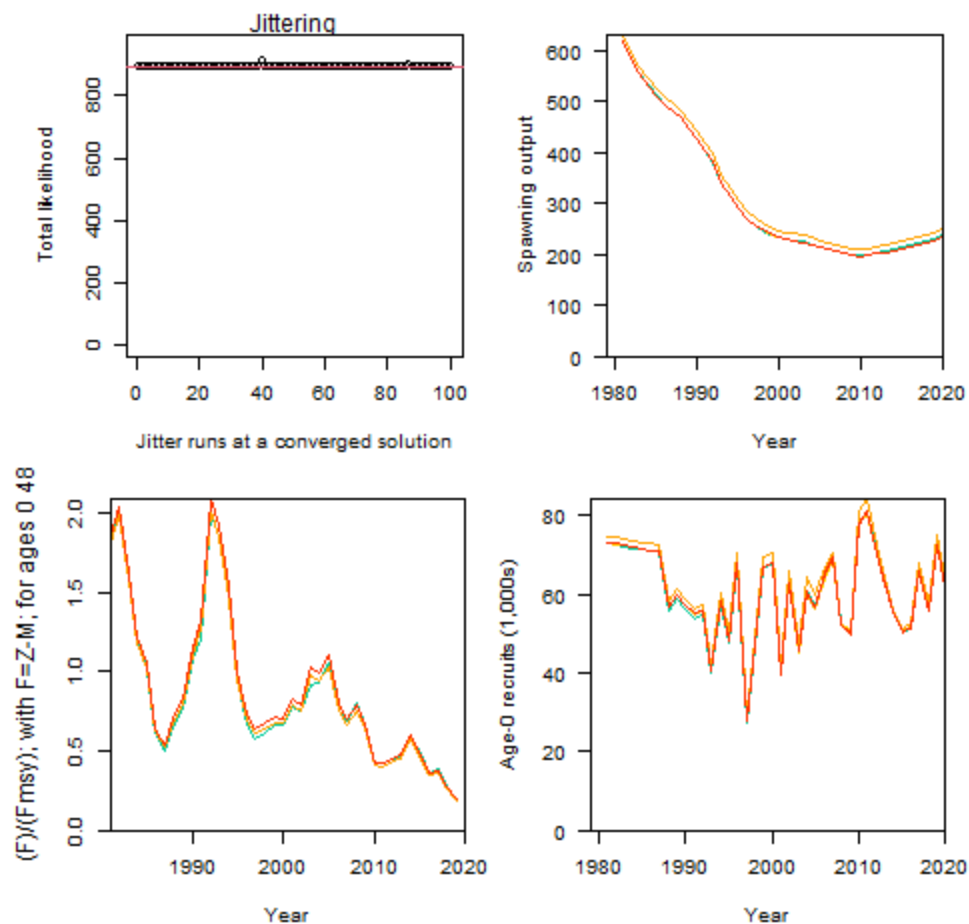 Jittering
Total likelihood
0
200
400
600
800
0 20 40 60 80 100
Jitter runs at a converged solution
Spawning output
0
100
200
300
400
500
600
1980 1990 2000 2010 2020
Year
(F)/(Fmsy); with F=Z-M; for ages 0 48
0.0
0.5
1.0
1.5
2.0
1990 2000 2010 2020
Year
Age-0 recruits (1,000s)
0
20
40
60
80
1980 1990 2000 2010 2020
Year